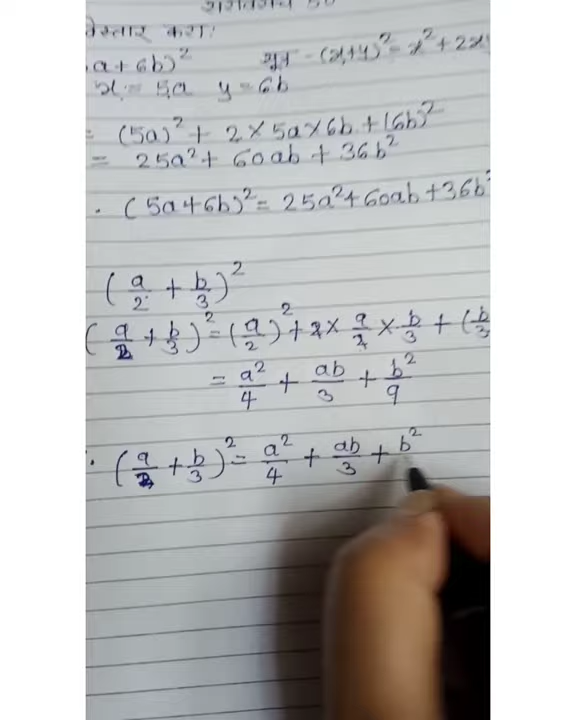 विस्तार करा:
a + 6b)² सूत्र - (x+y)² = x² + 2x
x = 5a y = 6b
= (5a)² + 2 × 5a × 6b + (6b)²
= 25a² + 60ab + 36b²
. (5a+6b)² = 25a² + 60ab + 36b²
(a/2 + b/3)²
(a/2 + b/3)² = (a/2)² + 2 × a/2 × b/3 + (b/3
= a²/4 + ab/3 + b²/9
∴ (a/2 + b/3)² = a²/4 + ab/3 + b²